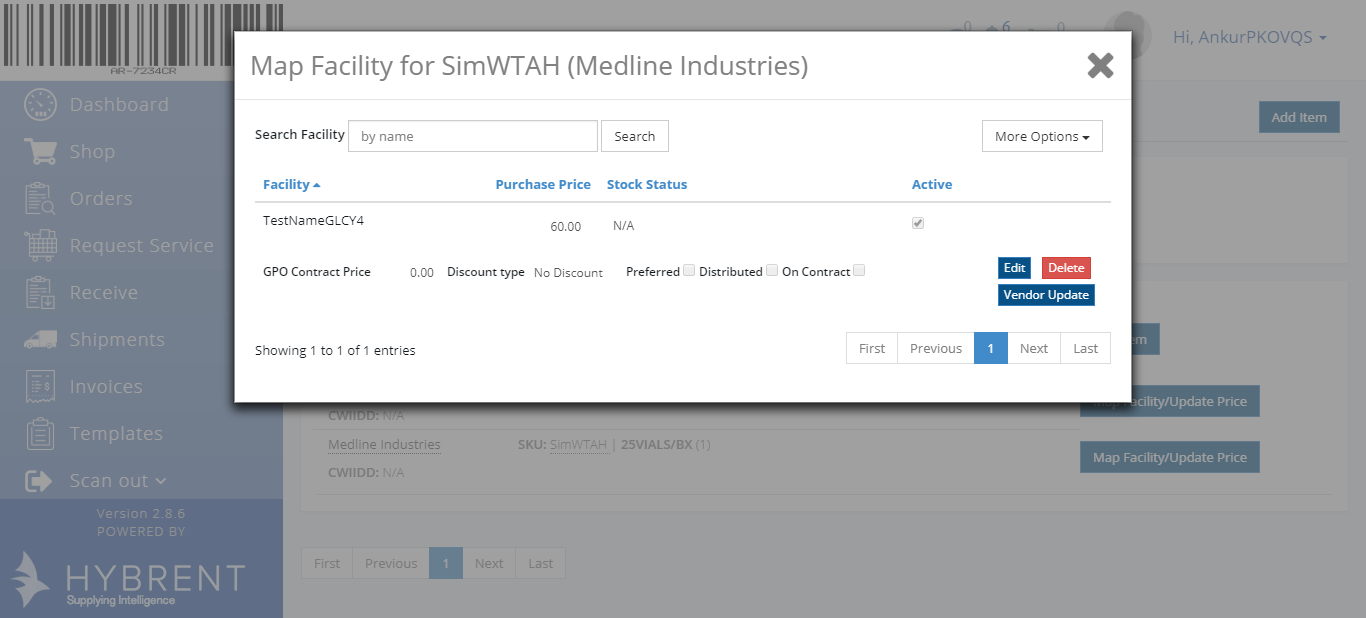 AR-7234CR
0 6 0
Hi, AnkurPKOVQS
Dashboard
Shop
Orders
Request Service
Receive
Shipments
Invoices
Templates
Scan out
Version 2.8.6
POWERED BY
HYBRENT
Supplying Intelligence
Add Item
Map Facility for SimWTAH (Medline Industries)
Search Facility by name Search More Options
Facility Purchase Price Stock Status Active
TestNameGLCY4 60.00 N/A
GPO Contract Price 0.00 Discount type No Discount Preferred Distributed On Contract Edit Delete
Vendor Update
Showing 1 to 1 of 1 entries First Previous 1 Next Last
Map Facility/Update Price
CWIIDD: N/A
Medline Industries SKU: SimWTAH | 25VIALS/BX (1) Map Facility/Update Price
CWIIDD: N/A
First Previous 1 Next Last